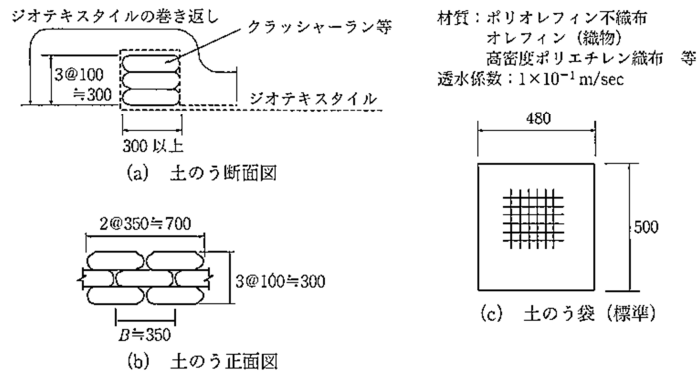 ジオテキスタイルの巻き返し
クラッシャーラン等
3@100
≒300
ジオテキスタイル
300以上
(a) 土のう断面図
2@350≒700
3@100≒300
B≒350
(b) 土のう正面図
材質：ポリオレフィン不織布
オレフィン（織物）
高密度ポリエチレン織布 等
透水係数：1×10⁻¹m/sec
480
500
(c) 土のう袋（標準）